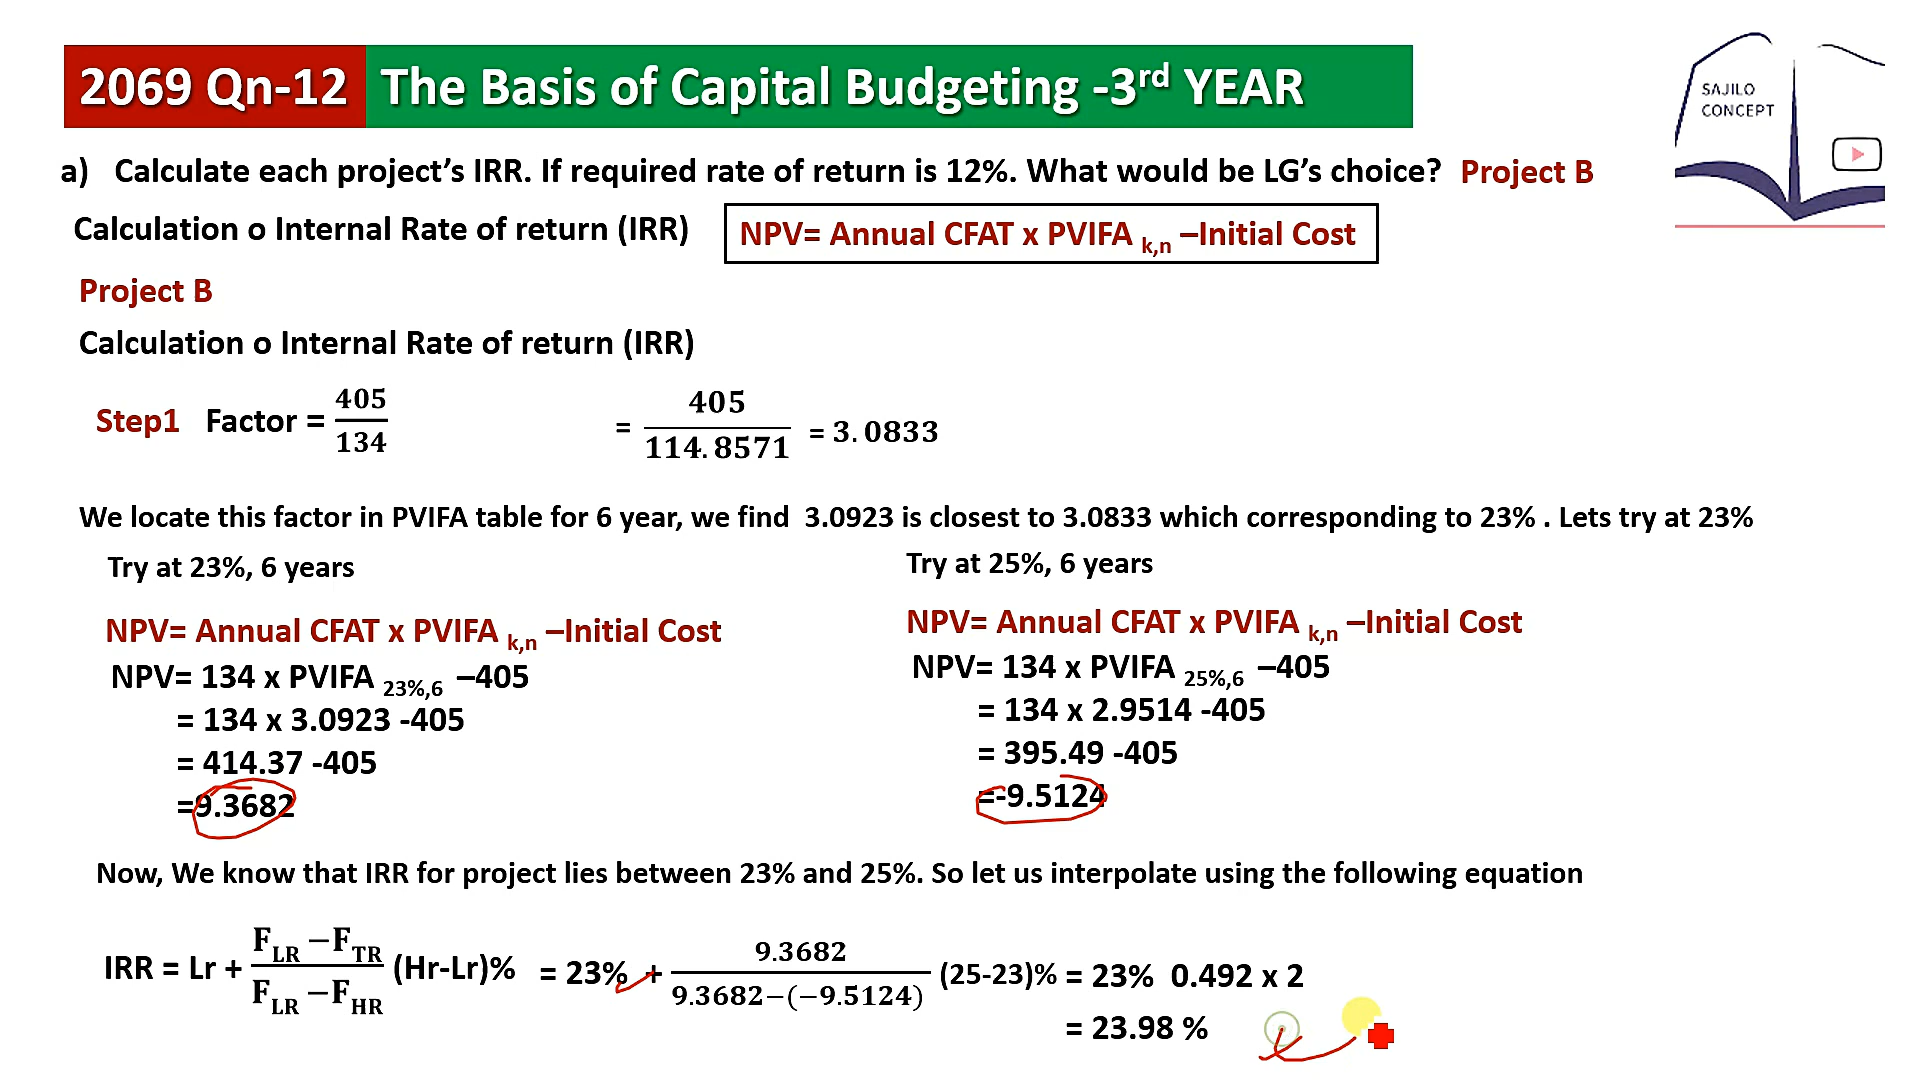 2069 Qn-12 The Basis of Capital Budgeting -3rd YEAR
SAJILO
CONCEPT
a) Calculate each project’s IRR. If required rate of return is 12%. What would be LG’s choice? Project B
Calculation o Internal Rate of return (IRR) NPV= Annual CFAT x PVIFA k,n –Initial Cost
Project B
Calculation o Internal Rate of return (IRR)
Step1 Factor = 405/134 = 405/114.8571 = 3.0833
We locate this factor in PVIFA table for 6 year, we find 3.0923 is closest to 3.0833 which corresponding to 23% . Lets try at 23%
Try at 23%, 6 years
NPV= Annual CFAT x PVIFA k,n –Initial Cost
NPV= 134 x PVIFA 23%,6 –405
= 134 x 3.0923 -405
= 414.37 -405
=9.3682
Try at 25%, 6 years
NPV= Annual CFAT x PVIFA k,n –Initial Cost
NPV= 134 x PVIFA 25%,6 –405
= 134 x 2.9514 -405
= 395.49 -405
=-9.5124
Now, We know that IRR for project lies between 23% and 25%. So let us interpolate using the following equation
IRR = Lr + (FLR –FTR)/(FLR –FHR) (Hr-Lr)% = 23% + 9.3682/(9.3682–(–9.5124)) (25-23)% = 23% 0.492 x 2
= 23.98 %